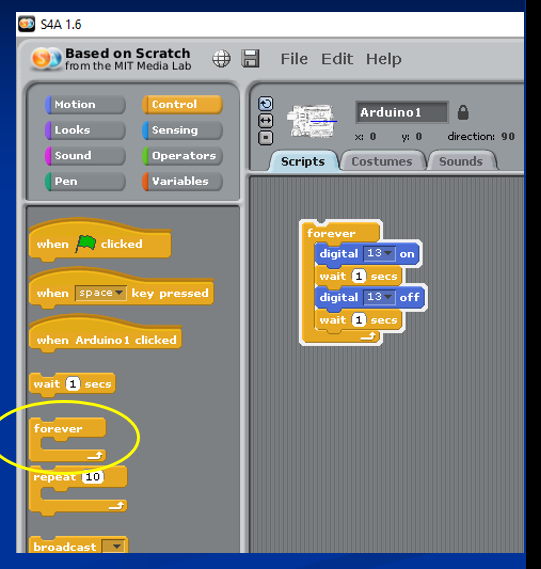 S4A 1.6
Based on Scratch
from the MIT Media Lab
File Edit Help
Motion
Control
Looks
Sensing
Sound
Operators
Pen
Variables
Arduino1
x: 0 y: 0 direction: 90
Scripts Costumes Sounds
when clicked
when space key pressed
when Arduino1 clicked
wait 1 secs
forever
repeat 10
broadcast
forever
digital 13 on
wait 1 secs
digital 13 off
wait 1 secs